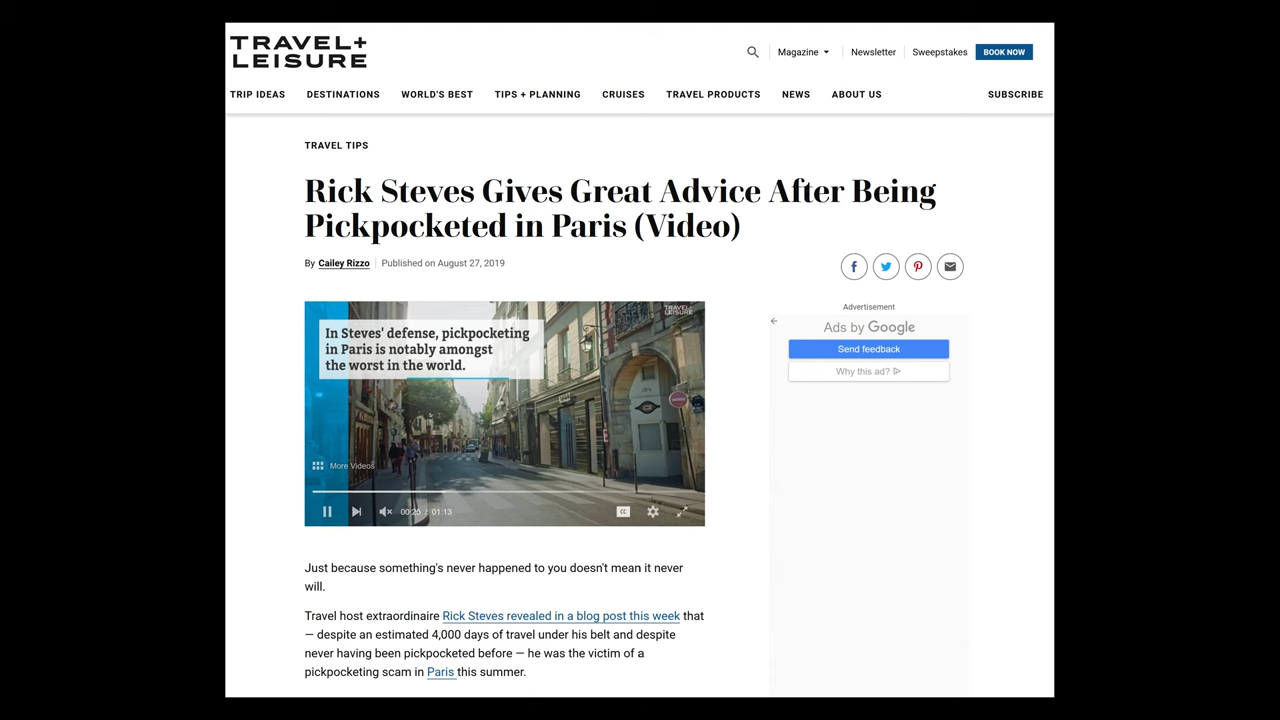 TRAVEL+
LEISURE
Magazine
Newsletter
Sweepstakes
BOOK NOW
TRIP IDEAS
DESTINATIONS
WORLD'S BEST
TIPS + PLANNING
CRUISES
TRAVEL PRODUCTS
NEWS
ABOUT US
SUBSCRIBE
TRAVEL TIPS
Rick Steves Gives Great Advice After Being
Pickpocketed in Paris (Video)
By Cailey Rizzo
Published on August 27, 2019
TRAVEL+
LEISURE
In Steves' defense, pickpocketing
in Paris is notably amongst
the worst in the world.
More Videos
00:25 / 01:13
CC
Advertisement
Ads by Google
Send feedback
Why this ad?
Just because something's never happened to you doesn't mean it never
will.
Travel host extraordinaire Rick Steves revealed in a blog post this week that
— despite an estimated 4,000 days of travel under his belt and despite
never having been pickpocketed before — he was the victim of a
pickpocketing scam in Paris this summer.